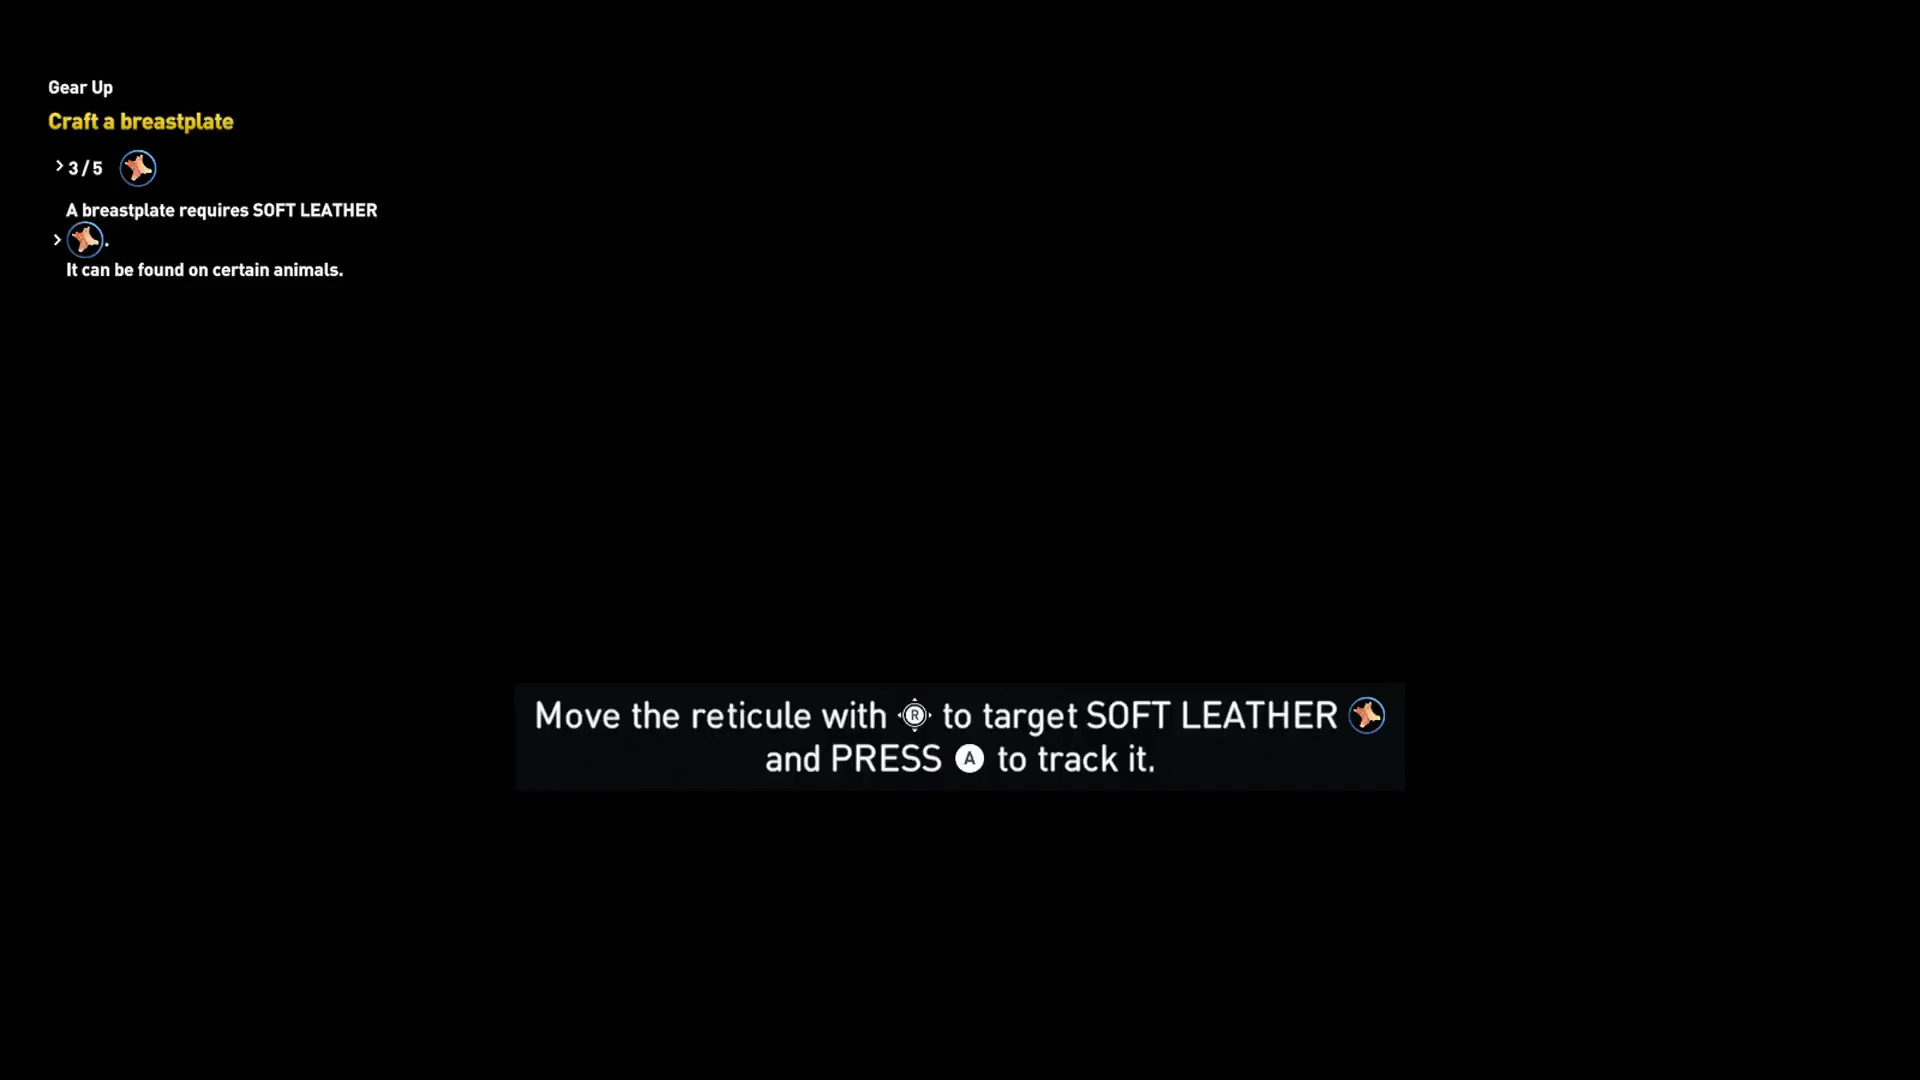 Gear Up
Craft a breastplate
> 3/5
A breastplate requires SOFT LEATHER
> .
It can be found on certain animals.
Move the reticule with R to target SOFT LEATHER
and PRESS A to track it.